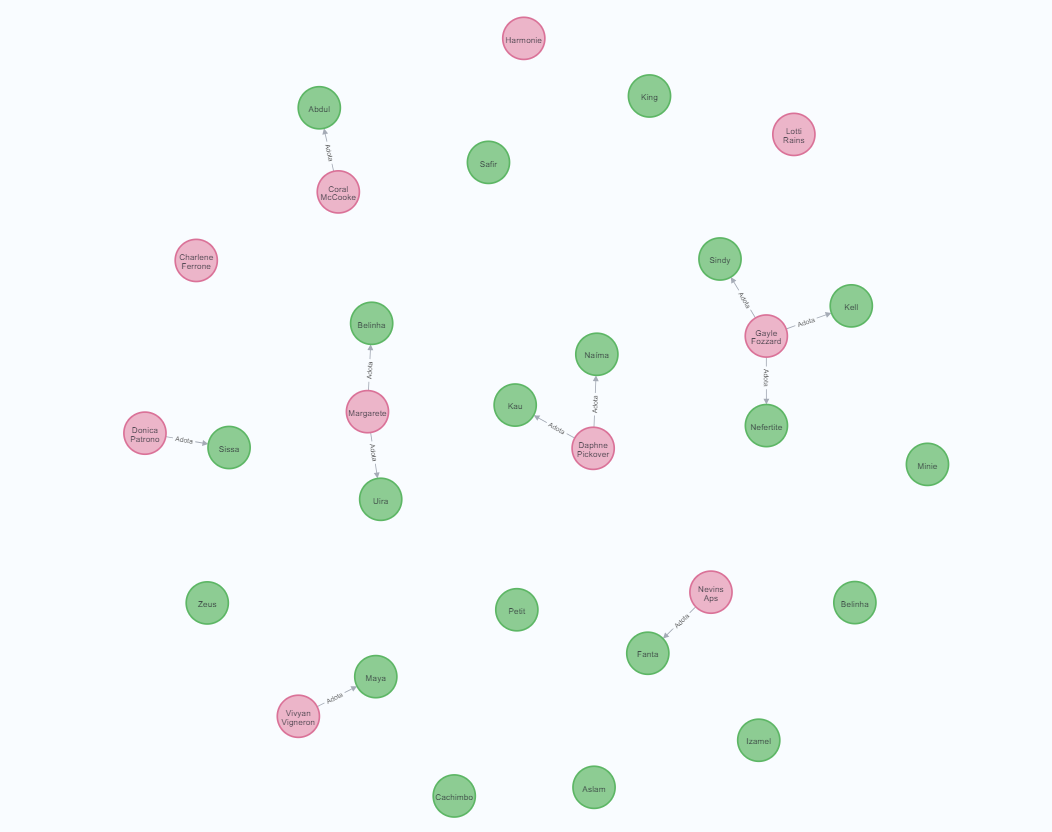 Harmonie
King
Abdul
Lotti
Rains
Adota
Safir
Coral
McCooke
Charlene
Ferrone
Sindy
Adota
Kell
Adota
Belinha
Gayle
Fozzard
Naíma
Adota
Adota
Kau
Adota
Margarete
Adota
Nefertite
Donica
Patrono
Adota
Sissa
Adota
Daphne
Pickover
Adota
Minie
Uira
Nevins
Aps
Zeus
Petit
Belinha
Adota
Fanta
Maya
Adota
Vivyan
Vigneron
Izamel
Aslam
Cachimbo